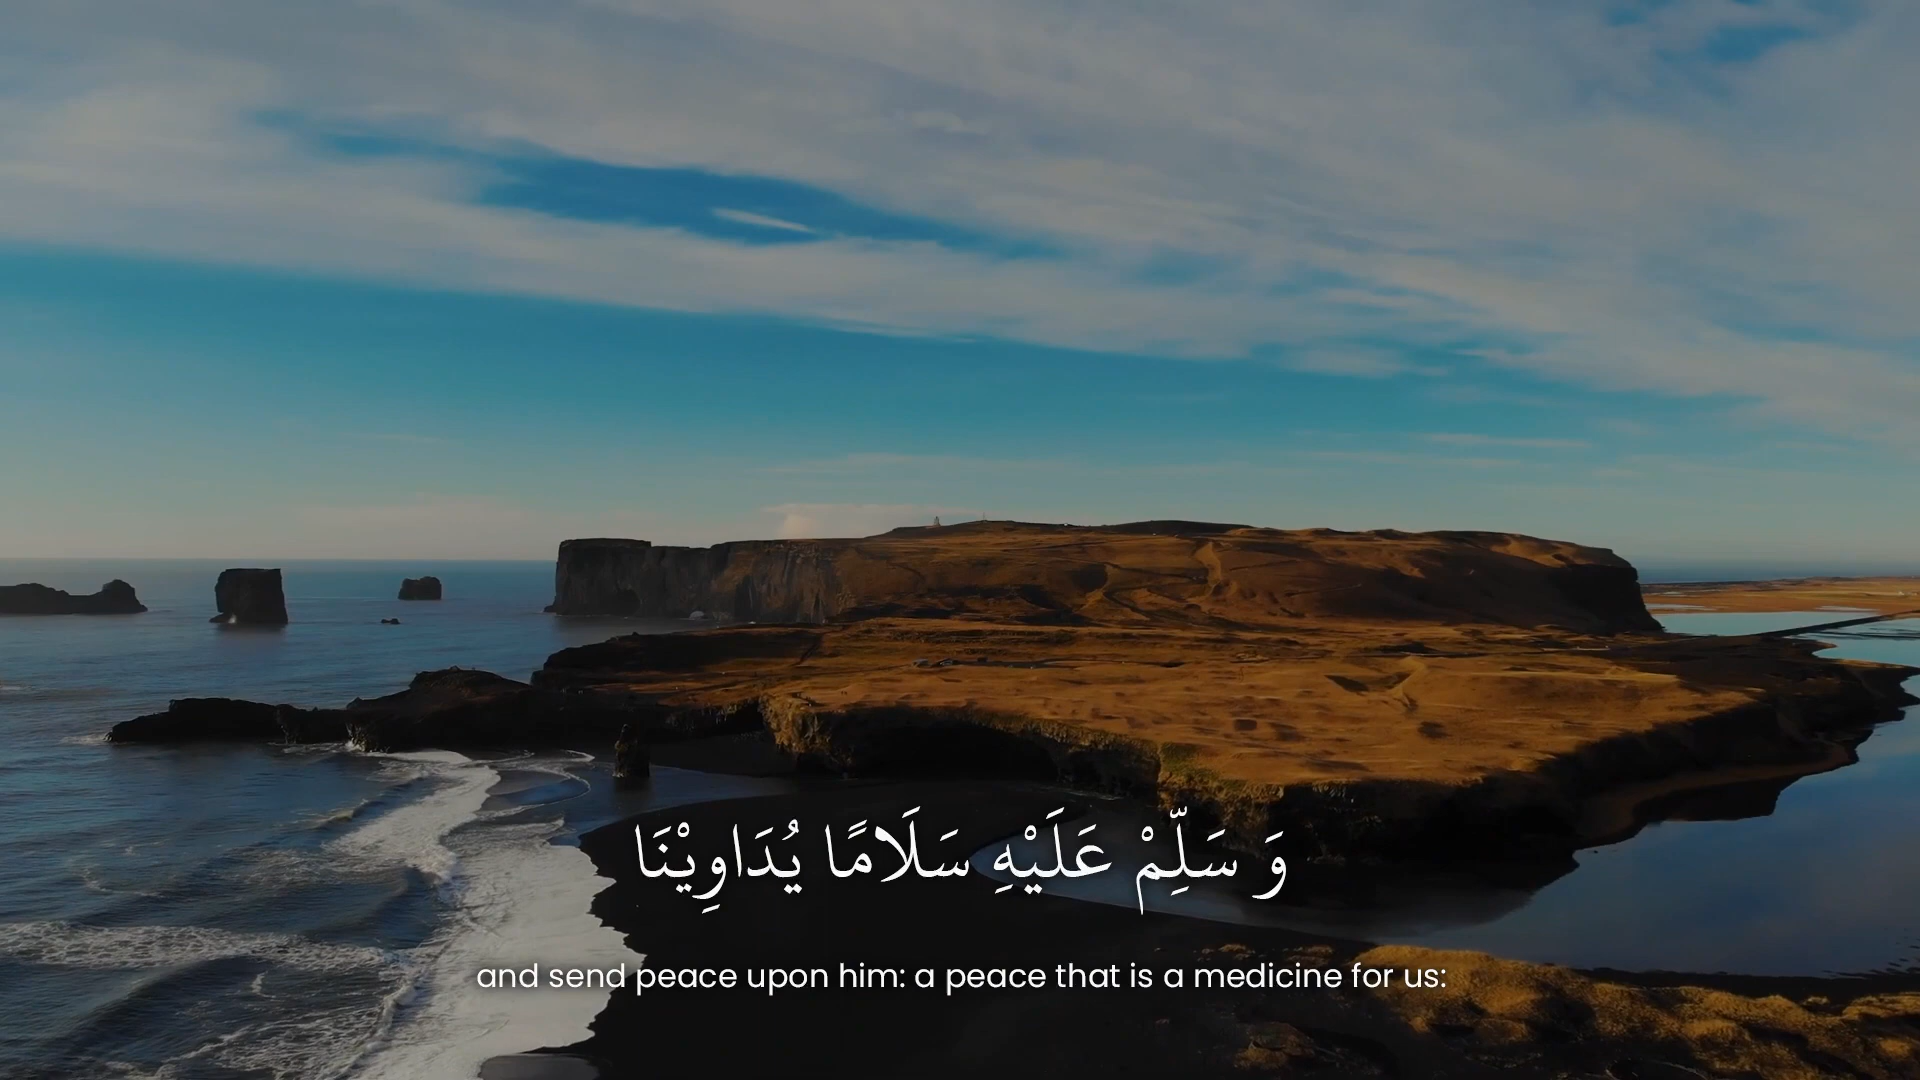 وَ سَلِّمْ عَلَيْهِ سَلَامًا يُدَاوِيْنَا
and send peace upon him: a peace that is a medicine for us: